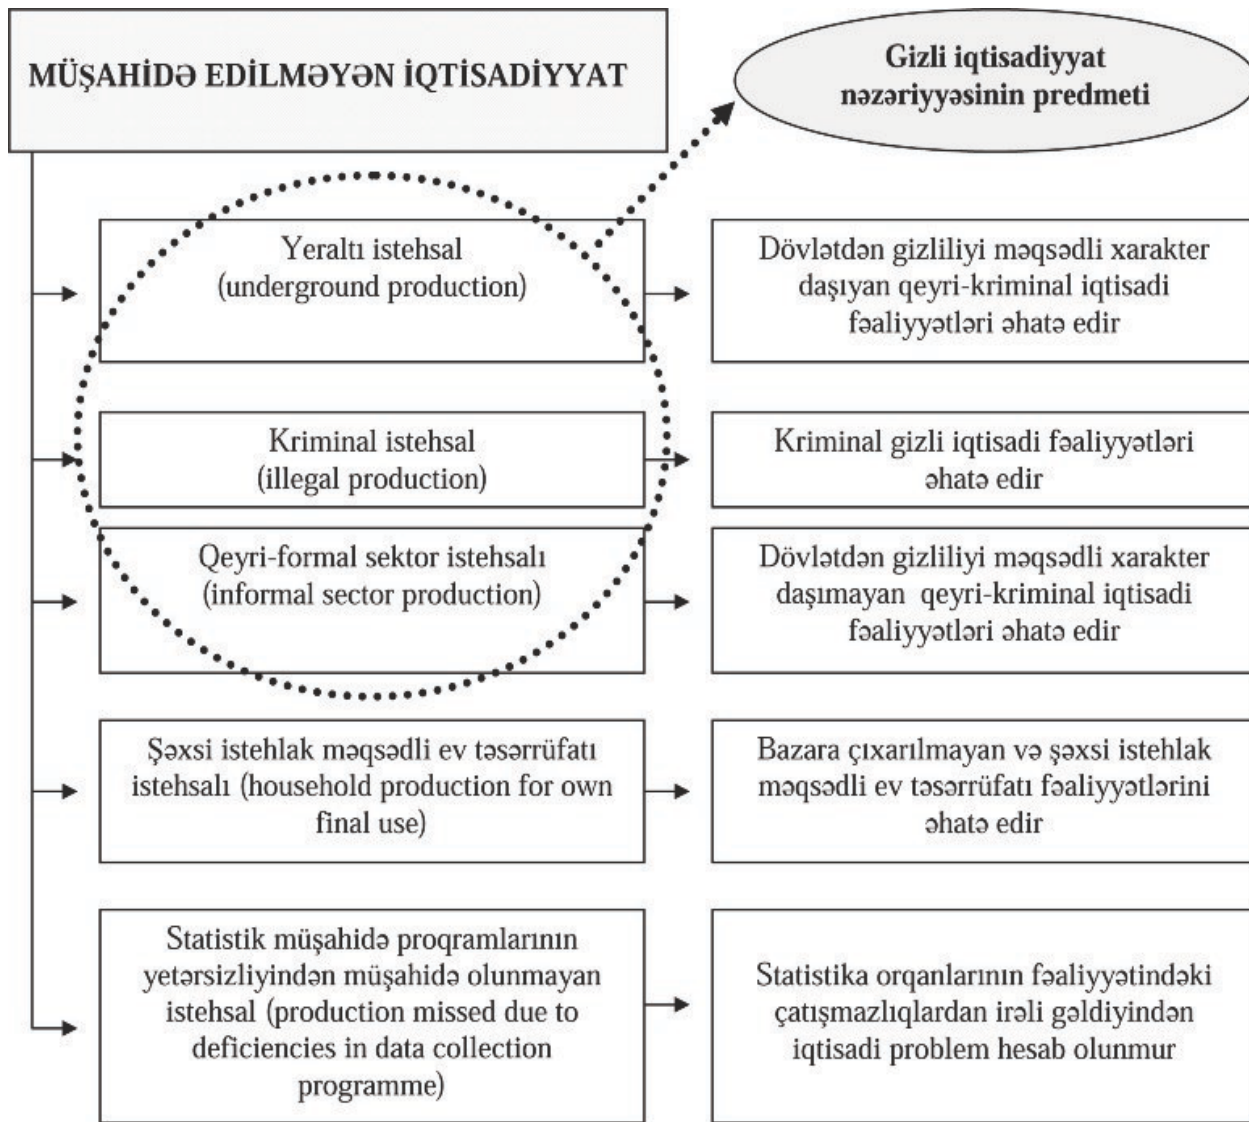 MÜŞAHİDƏ EDİLMƏYƏN İQTİSADİYYAT
Gizli iqtisadiyyat
nəzəriyyəsinin predmeti
Yeraltı istehsal
(underground production)
Dövlətdən gizliliyi məqsədli xarakter
daşıyan qeyri-kriminal iqtisadi
fəaliyyətləri əhatə edir
Kriminal istehsal
(illegal production)
Kriminal gizli iqtisadi fəaliyyətləri
əhatə edir
Qeyri-formal sektor istehsalı
(informal sector production)
Dövlətdən gizliliyi məqsədli xarakter
daşımayan qeyri-kriminal iqtisadi
fəaliyyətləri əhatə edir
Şəxsi istehlak məqsədli ev təsərrüfatı
istehsalı (household production for own
final use)
Bazara çıxarılmayan və şəxsi istehlak
məqsədli ev təsərrüfatı fəaliyyətlərini
əhatə edir
Statistik müşahidə proqramlarının
yetərsizliyindən müşahidə olunmayan
istehsal (production missed due to
deficiencies in data collection
programme)
Statistika orqanlarının fəaliyyətindəki
çatışmazlıqlardan irəli gəldiyindən
iqtisadi problem hesab olunmur